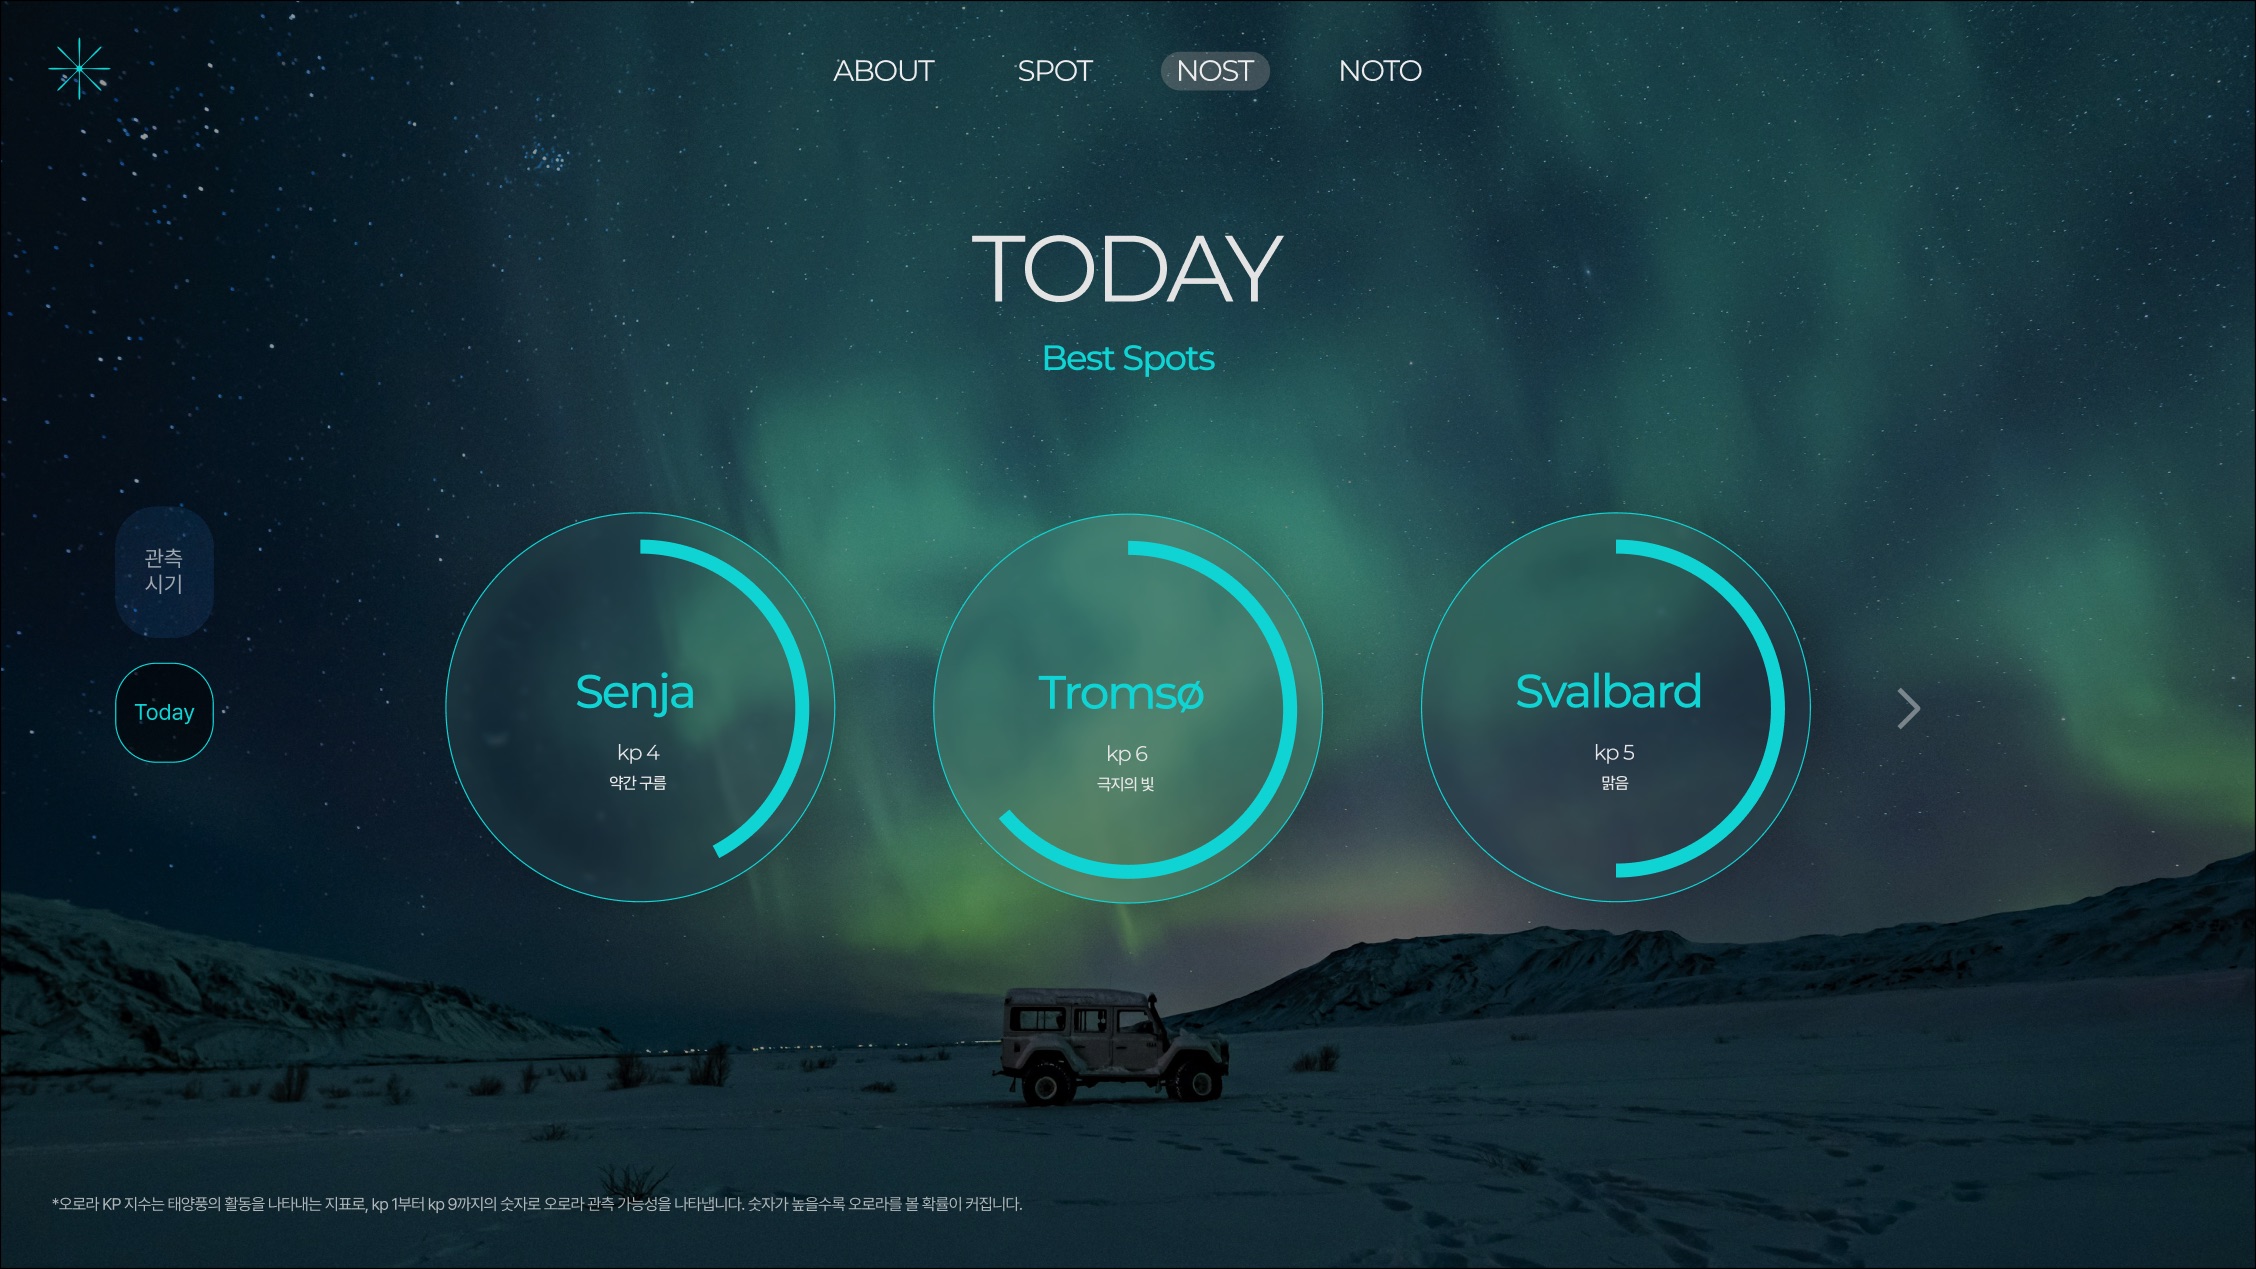 ABOUT
SPOT
NOST
NOTO
TODAY
Best Spots
관측
시기
Today
Senja
kp 4
약간 구름
Tromsø
kp 6
극지의 빛
Svalbard
kp 5
맑음
*오로라 KP 지수는 태양풍의 활동을 나타내는 지표로, kp 1부터 kp 9까지의 숫자로 오로라 관측 가능성을 나타냅니다. 숫자가 높을수록 오로라를 볼 확률이 커집니다.